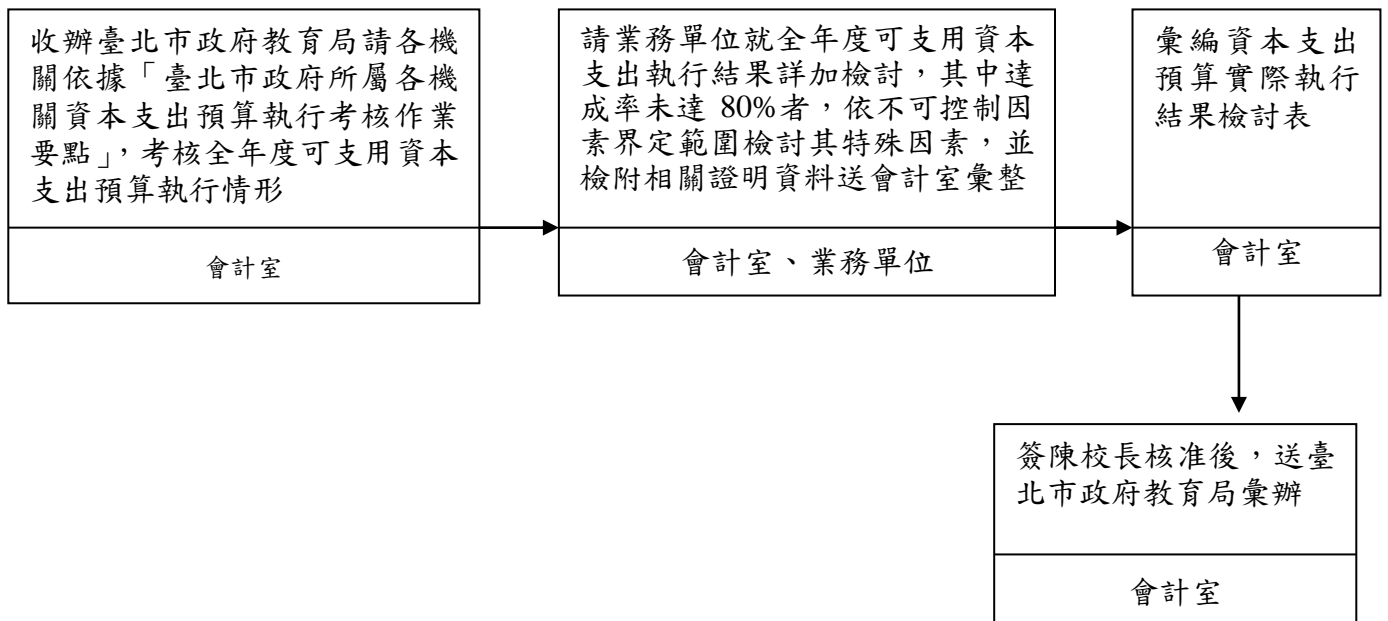 收辦臺北市政府教育局請各機
關依據「臺北市政府所屬各機
關資本支出預算執行考核作業
要點」，考核全年度可支用資本
支出預算執行情形
會計室
請業務單位就全年度可支用資本
支出執行結果詳加檢討，其中達
成率未達 80%者，依不可控制因
素界定範圍檢討其特殊因素，並
檢附相關證明資料送會計室彙整
會計室、業務單位
彙編資本支出
預算實際執行
結果檢討表
會計室
簽陳校長核准後，送臺
北市政府教育局彙辦
會計室